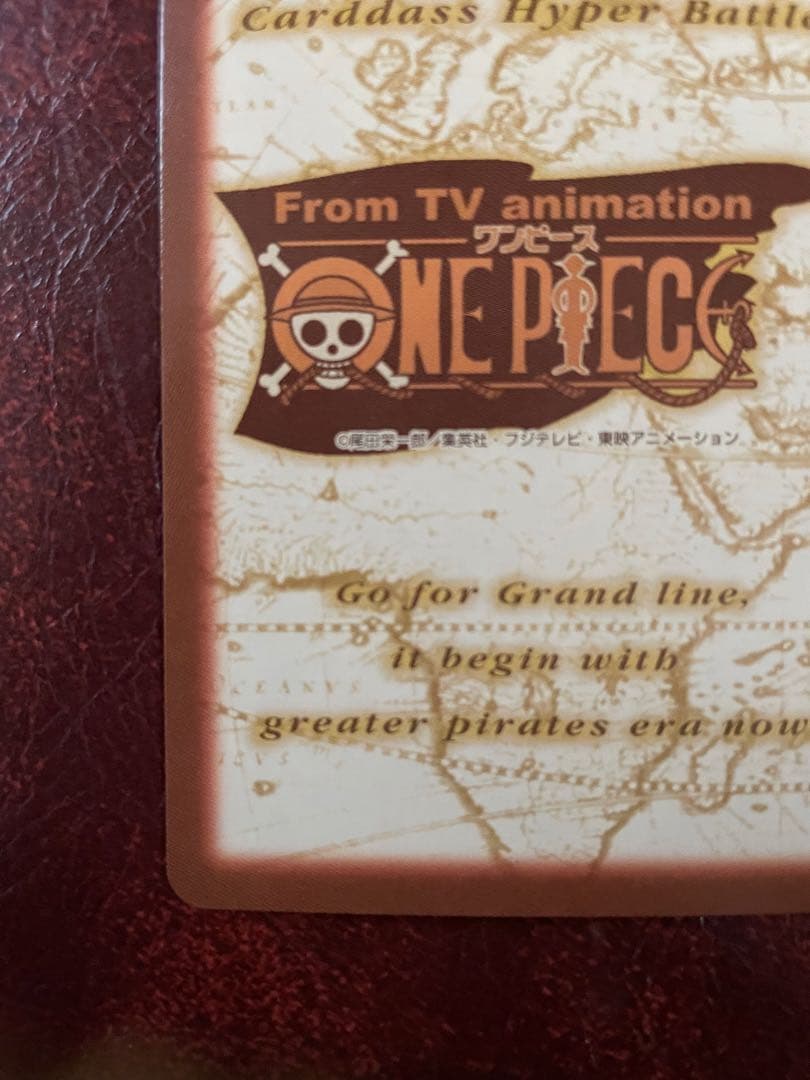 Carddass Hyper Battle
From TV animation
ワンピース
ONE PIECE
©尾田栄一郎/集英社・フジテレビ・東映アニメーション
Go for Grand line,
it begin with
OCEANVS
greater pirates era now